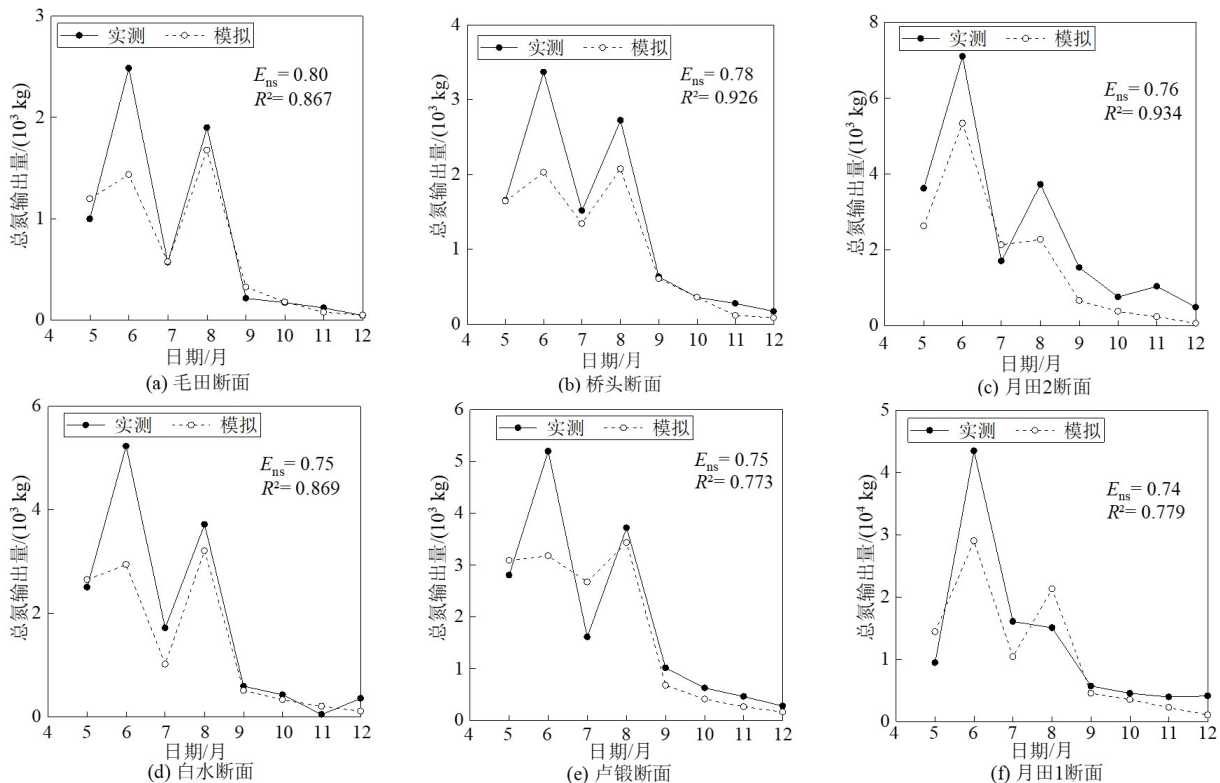 3
2
1
0
总氮输出量/(10³ kg)
实测 模拟
Ens= 0.80
R²= 0.867
4 5 6 7 8 9 10 11 12
日期/月
(a) 毛田断面
4
3
2
1
0
总氮输出量/(10³ kg)
实测 模拟
Ens= 0.78
R²= 0.926
4 5 6 7 8 9 10 11 12
日期/月
(b) 桥头断面
8
6
4
2
0
总氮输出量/(10³ kg)
实测 模拟
Ens= 0.76
R²= 0.934
4 5 6 7 8 9 10 11 12
日期/月
(c) 月田2断面
6
4
2
0
总氮输出量/(10³ kg)
实测 模拟
Ens= 0.75
R²= 0.869
4 5 6 7 8 9 10 11 12
日期/月
(d) 白水断面
6
5
4
3
2
1
0
总氮输出量/(10³ kg)
实测 模拟
Ens= 0.75
R²= 0.773
4 5 6 7 8 9 10 11 12
日期/月
(e) 卢锻断面
5
4
3
2
1
0
总氮输出量/(10⁴ kg)
实测 模拟
Ens= 0.74
R²= 0.779
4 5 6 7 8 9 10 11 12
日期/月
(f) 月田1断面